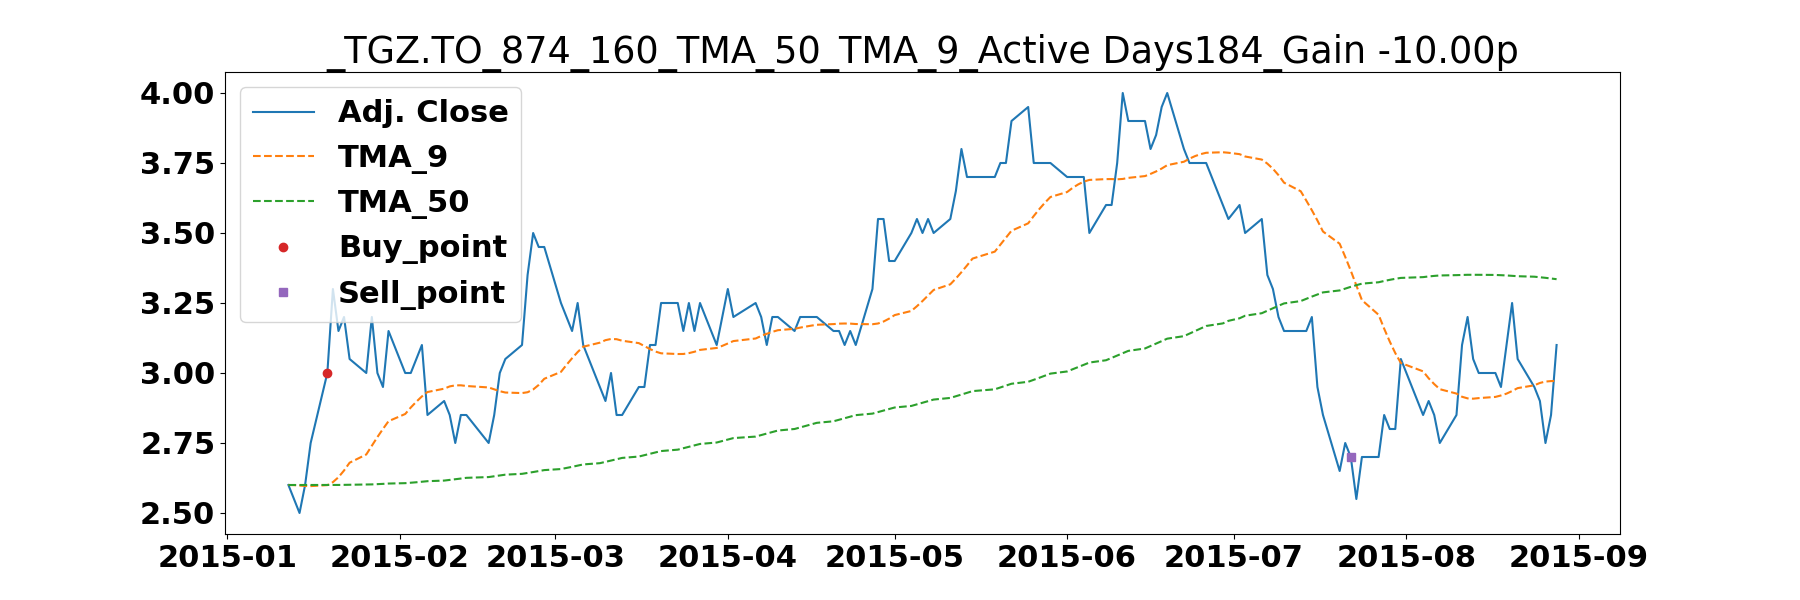 _TGZ.TO_874_160_TMA_50_TMA_9_Active Days184_Gain -10.00p
4.00
3.75
3.50
3.25
3.00
2.75
2.50
Adj. Close
TMA_9
TMA_50
Buy_point
Sell_point
2015-01 2015-02 2015-03 2015-04 2015-05 2015-06 2015-07 2015-08 2015-09